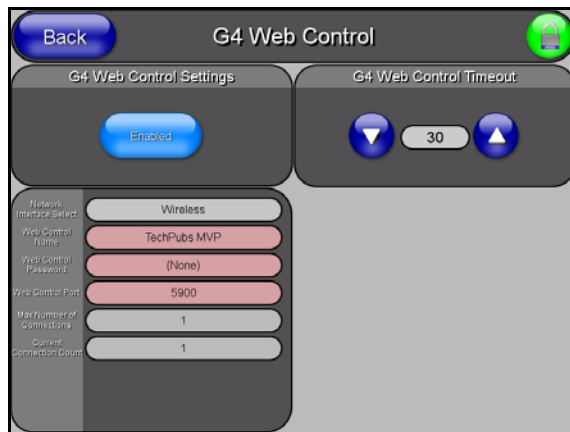 Back
G4 Web Control
G4 Web Control Settings
G4 Web Control Timeout
Enabled
30
Network
Interface Select
Wireless
Web Control
Name
TechPubs MVP
Web Control
Password
(None)
Web Control Port
5900
Max Number of
Connections
1
Current
Connection Count
1